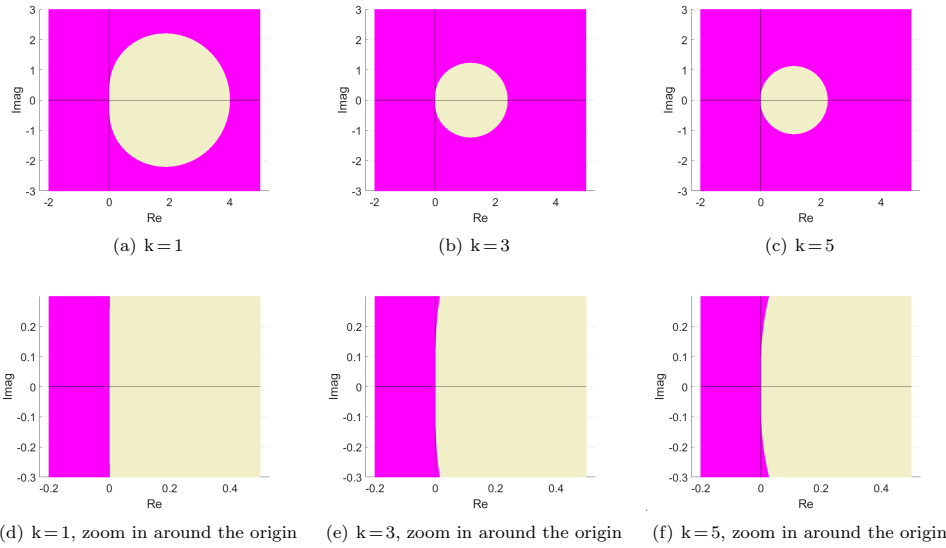 3
2
1
0
-1
-2
-3
Imag
-2 0 2 4
Re
(a) k=1
3
2
1
0
-1
-2
-3
Imag
-2 0 2 4
Re
(b) k=3
3
2
1
0
-1
-2
-3
Imag
-2 0 2 4
Re
(c) k=5
0.2
0.1
0
-0.1
-0.2
-0.3
Imag
-0.2 0 0.2 0.4
Re
(d) k=1, zoom in around the origin
0.2
0.1
0
-0.1
-0.2
-0.3
Imag
-0.2 0 0.2 0.4
Re
(e) k=3, zoom in around the origin
0.2
0.1
0
-0.1
-0.2
-0.3
Imag
-0.2 0 0.2 0.4
Re
(f) k=5, zoom in around the origin